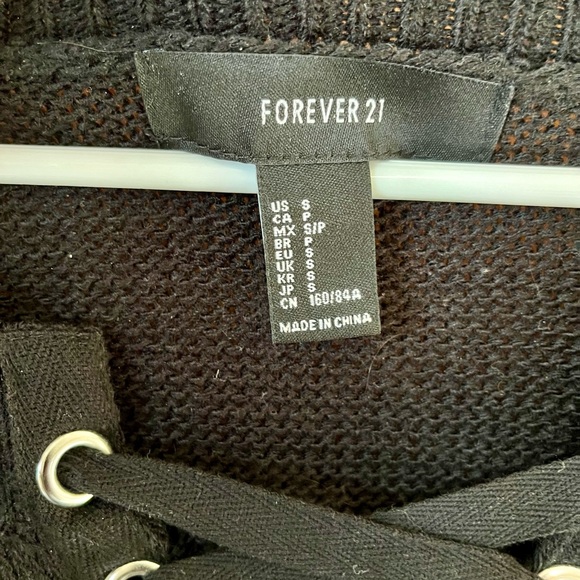 FOREVER 21
US S
CA P
MX S/P
BR P
EU S
UK S
KR S
JP S
CN 160/84A
MADE IN CHINA